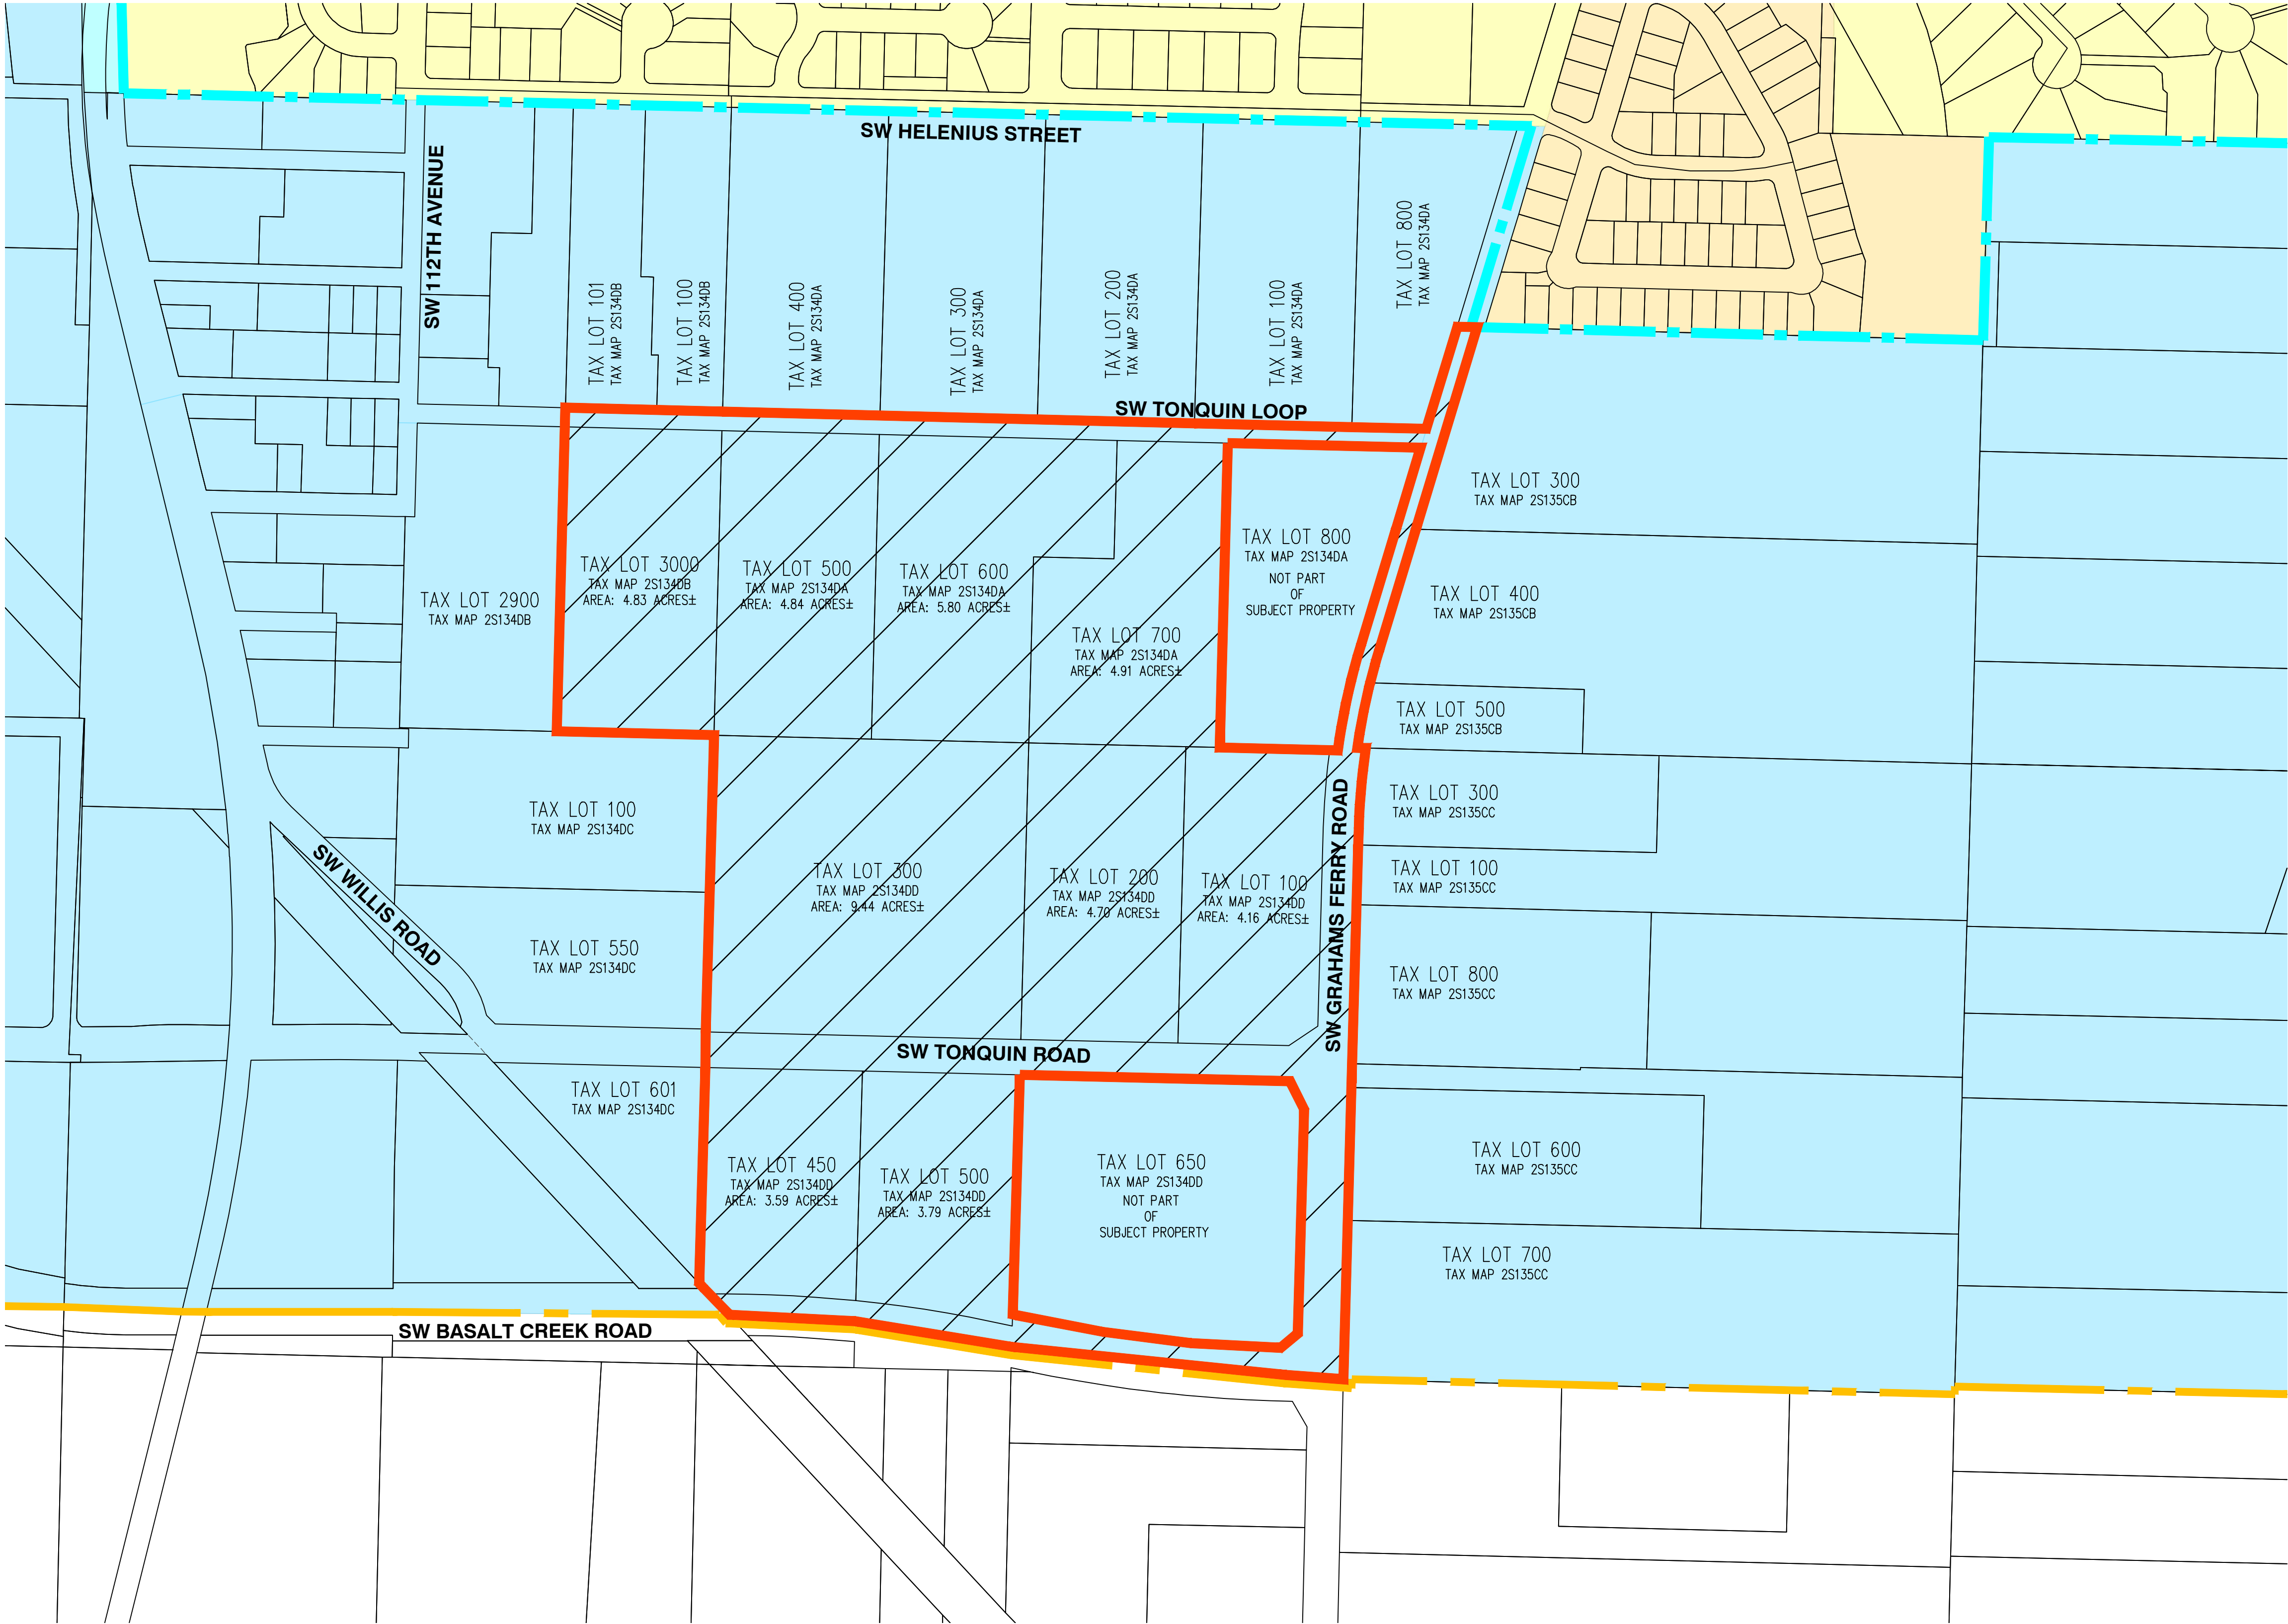 SW HELENIUS STREET
SW 112TH AVENUE
TAX LOT 101
TAX MAP 2S134DB
TAX LOT 100
TAX MAP 2S134DB
TAX LOT 400
TAX MAP 2S134DA
TAX LOT 300
TAX MAP 2S134DA
TAX LOT 200
TAX MAP 2S134DA
TAX LOT 100
TAX MAP 2S134DA
TAX LOT 800
TAX MAP 2S134DA
SW TONQUIN LOOP
TAX LOT 300
TAX MAP 2S135CB
TAX LOT 2900
TAX MAP 2S134DB
TAX LOT 3000
TAX MAP 2S134DB
AREA: 4.83 ACRES±
TAX LOT 500
TAX MAP 2S134DA
AREA: 4.84 ACRES±
TAX LOT 600
TAX MAP 2S134DA
AREA: 5.80 ACRES±
TAX LOT 700
TAX MAP 2S134DA
AREA: 4.91 ACRES±
TAX LOT 800
TAX MAP 2S134DA
NOT PART
OF
SUBJECT PROPERTY
TAX LOT 400
TAX MAP 2S135CB
TAX LOT 500
TAX MAP 2S135CB
TAX LOT 100
TAX MAP 2S134DC
TAX LOT 300
TAX MAP 2S135CC
SW WILLIS ROAD
TAX LOT 300
TAX MAP 2S134DD
AREA: 9.44 ACRES±
TAX LOT 200
TAX MAP 2S134DD
AREA: 4.70 ACRES±
TAX LOT 100
TAX MAP 2S134DD
AREA: 4.16 ACRES±
SW GRAHAMS FERRY ROAD
TAX LOT 100
TAX MAP 2S135CC
TAX LOT 550
TAX MAP 2S134DC
TAX LOT 800
TAX MAP 2S135CC
SW TONQUIN ROAD
TAX LOT 601
TAX MAP 2S134DC
TAX LOT 450
TAX MAP 2S134DD
AREA: 3.59 ACRES±
TAX LOT 500
TAX MAP 2S134DD
AREA: 3.79 ACRES±
TAX LOT 650
TAX MAP 2S134DD
NOT PART
OF
SUBJECT PROPERTY
TAX LOT 600
TAX MAP 2S135CC
TAX LOT 700
TAX MAP 2S135CC
SW BASALT CREEK ROAD